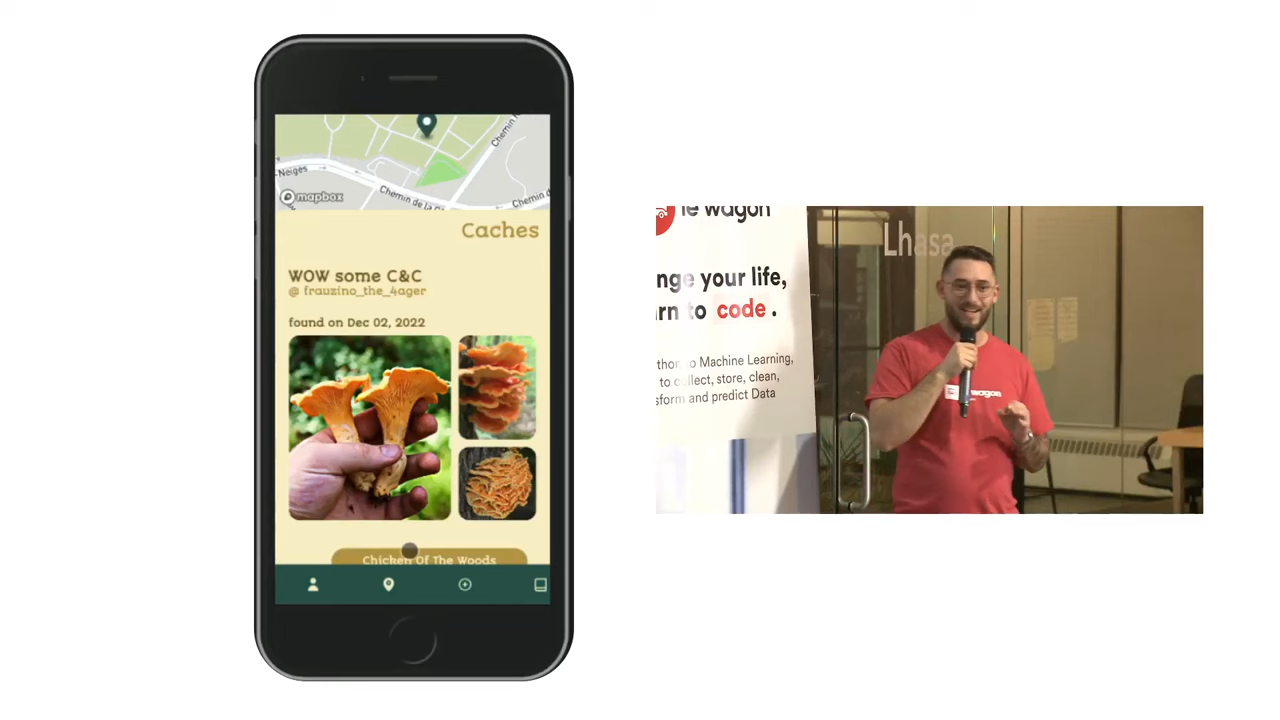 Neiges
Chemin
Chemin de la
Chemin
mapbox
Caches
WOW some C&C
@ frauzino_the_4ager
found on Dec 02, 2022
Chicken Of The Woods
le wagon
nge your life,
rn to code.
thon to Machine Learning,
to collect, store, clean,
sform and predict Data
Lhasa
wagon